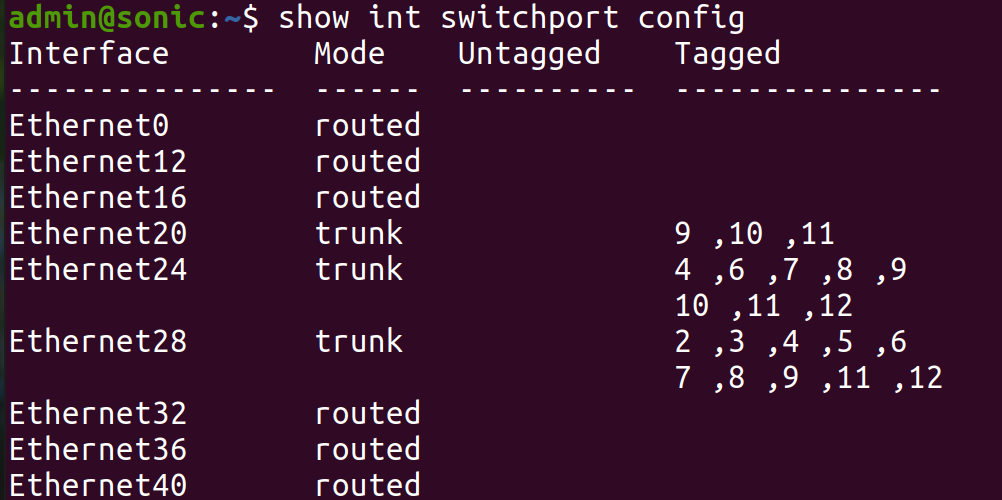 admin@sonic:~$ show int switchport config
Interface        Mode    Untagged    Tagged
---------------  ------  ----------  ---------------
Ethernet0        routed
Ethernet12       routed
Ethernet16       routed
Ethernet20       trunk               9 ,10 ,11
Ethernet24       trunk               4 ,6 ,7 ,8 ,9
                                     10 ,11 ,12
Ethernet28       trunk               2 ,3 ,4 ,5 ,6
                                     7 ,8 ,9 ,11 ,12
Ethernet32       routed
Ethernet36       routed
Ethernet40       routed